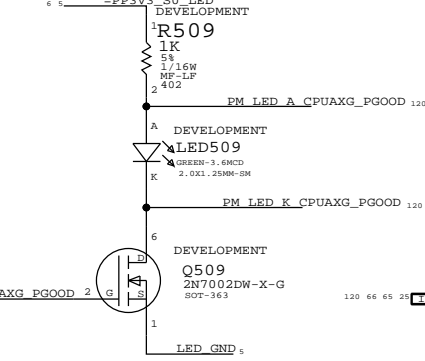 6 5 =PP3V3_S0_LED
DEVELOPMENT
1 R509
1K
5%
1/16W
MF-LF
2 402
PM_LED_A_CPUAXG_PGOOD 120
A DEVELOPMENT
LED509
GREEN-3.6MCD
K 2.0X1.25MM-SM
PM_LED_K_CPUAXG_PGOOD 120
6 DEVELOPMENT
D Q509
2N7002DW-X-G
AXG_PGOOD 2 G S SOT-363
120 66 65 25
1
LED_GND 5